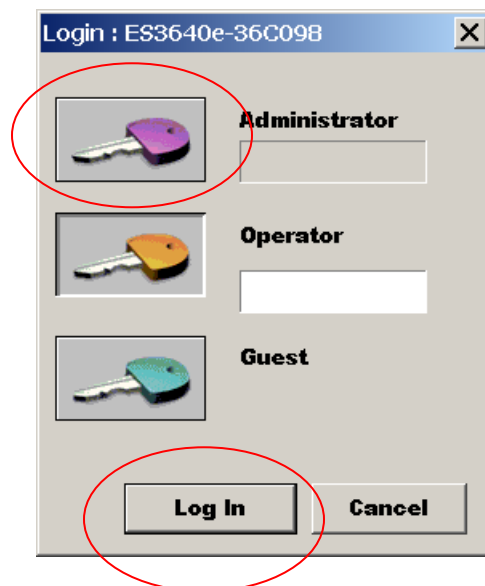 Login : ES3640e-36C098
Administrator
Operator
Guest
Log In
Cancel